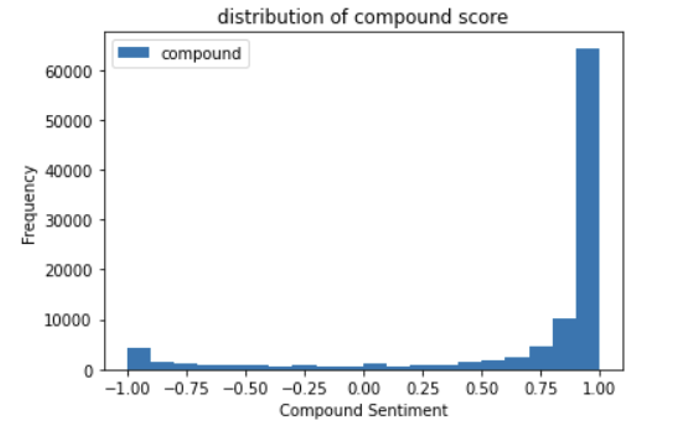 distribution of compound score
compound
60000
50000
40000
30000
20000
10000
0
Frequency
−1.00 −0.75 −0.50 −0.25 0.00 0.25 0.50 0.75 1.00
Compound Sentiment